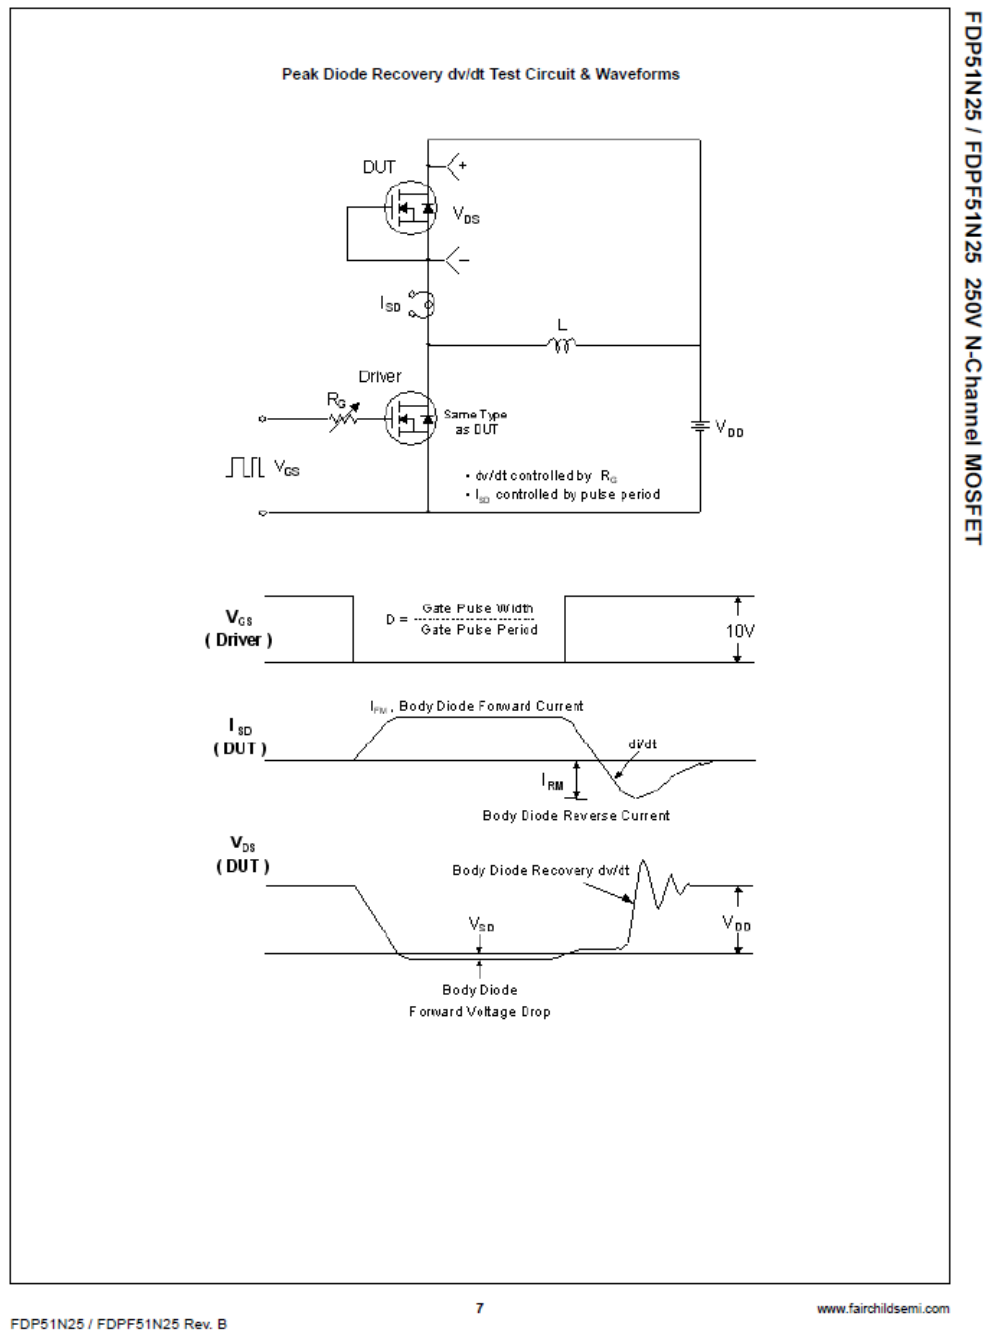 FDP51N25 / FDPF51N25 250V N-Channel MOSFET
Peak Diode Recovery dv/dt Test Circuit & Waveforms
DUT
+
VDS
–
ISD
L
Driver
RG
Same Type
as DUT
VDD
VGS
• dv/dt controlled by RG
• ISD controlled by pulse period
VGS
( Driver )
D = Gate Pulse Width
Gate Pulse Period
10V
IFM , Body Diode Forward Current
ISD
( DUT )
di/dt
IRM
Body Diode Reverse Current
VDS
( DUT )
Body Diode Recovery dv/dt
VSD
VDD
Body Diode
Forward Voltage Drop
7
www.fairchildsemi.com
FDP51N25 / FDPF51N25 Rev. B